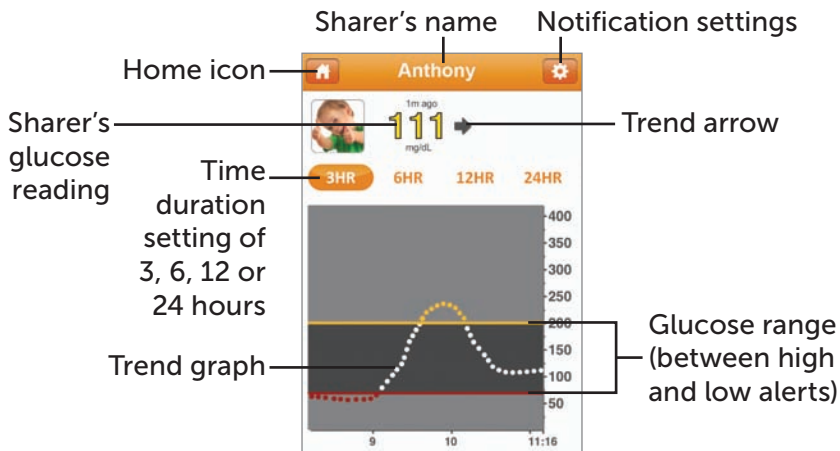 Sharer's name
Notification settings
Home icon
Anthony
1m ago
111
mg/dL
Trend arrow
Sharer's
glucose
reading
3HR 6HR 12HR 24HR
Time
duration
setting of
3, 6, 12 or
24 hours
400
350
300
250
200
150
100
50
Trend graph
Glucose range
(between high
and low alerts)
9 10 11:16